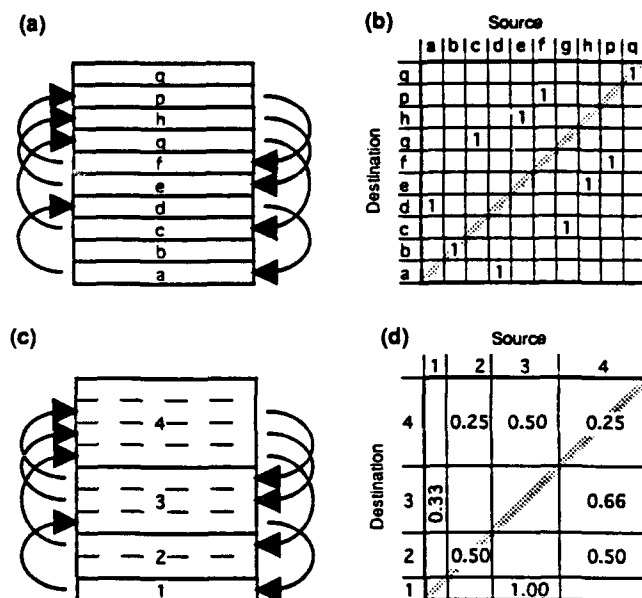 (a)
q
p
h
g
f
e
d
c
b
a
(b)
Source
a b c d e f g h p q
Destination
q 1
p 1
h 1
g 1
f 1
e 1
d 1
c 1
b 1
a 1
(c)
4
3
2
1
(d)
Source
1 2 3 4
Destination
4 0.25 0.50 0.25
3 0.33 0.66
2 0.50 0.50
1 1.00